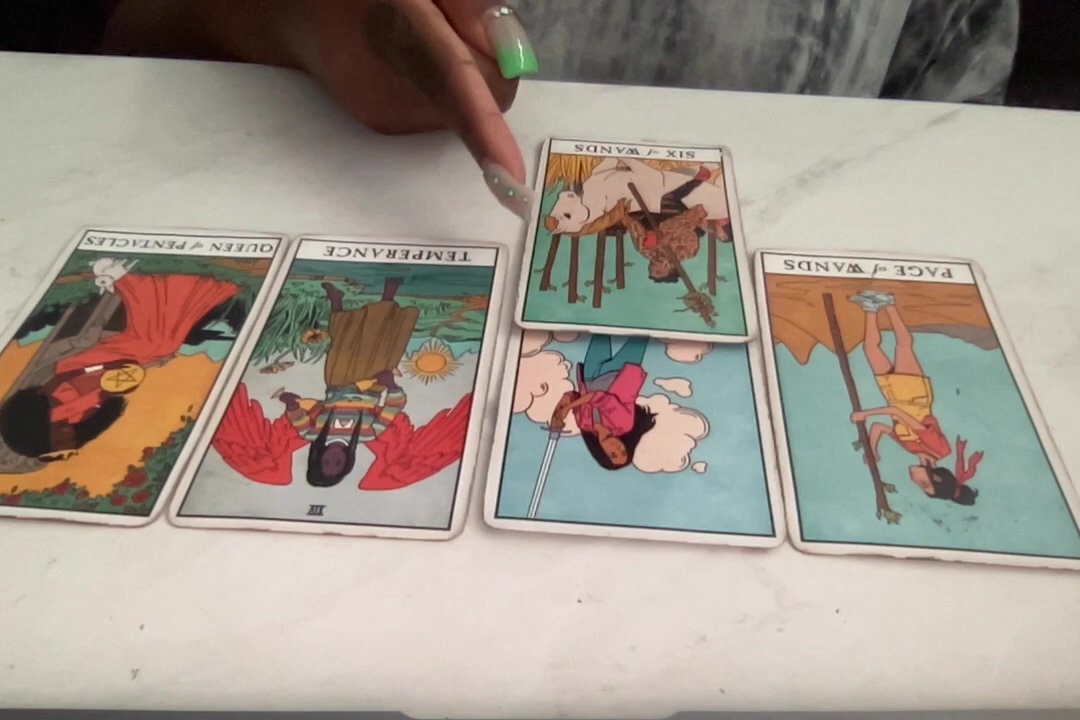 SIX of WANDS
QUEEN of PENTACLES
TEMPERANCE
PAGE of WANDS